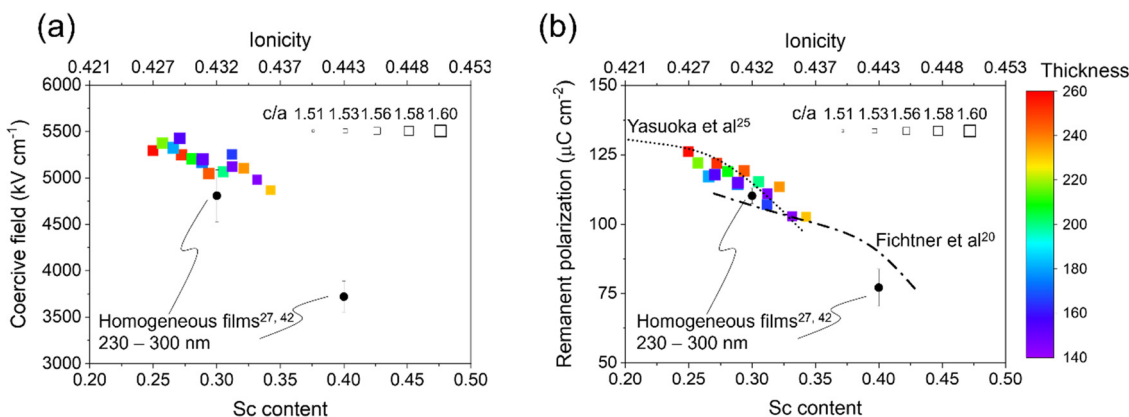 (a)
Ionicity
0.421 0.427 0.432 0.437 0.443 0.448 0.453
c/a 1.51 1.53 1.56 1.58 1.60
6000
5500
5000
4500
4000
3500
3000
Coercive field (kV cm⁻¹)
Homogeneous films²⁷, ⁴²
230 – 300 nm
0.20 0.25 0.30 0.35 0.40 0.45 0.50
Sc content
(b)
Ionicity
0.421 0.427 0.432 0.437 0.443 0.448 0.453
c/a 1.51 1.53 1.56 1.58 1.60
150
125
100
75
50
Remanent polarization (μC cm⁻²)
Yasuoka et al²⁵
Fichtner et al²⁰
Homogeneous films²⁷, ⁴²
230 – 300 nm
0.20 0.25 0.30 0.35 0.40 0.45 0.50
Sc content
Thickness
260
240
220
200
180
160
140